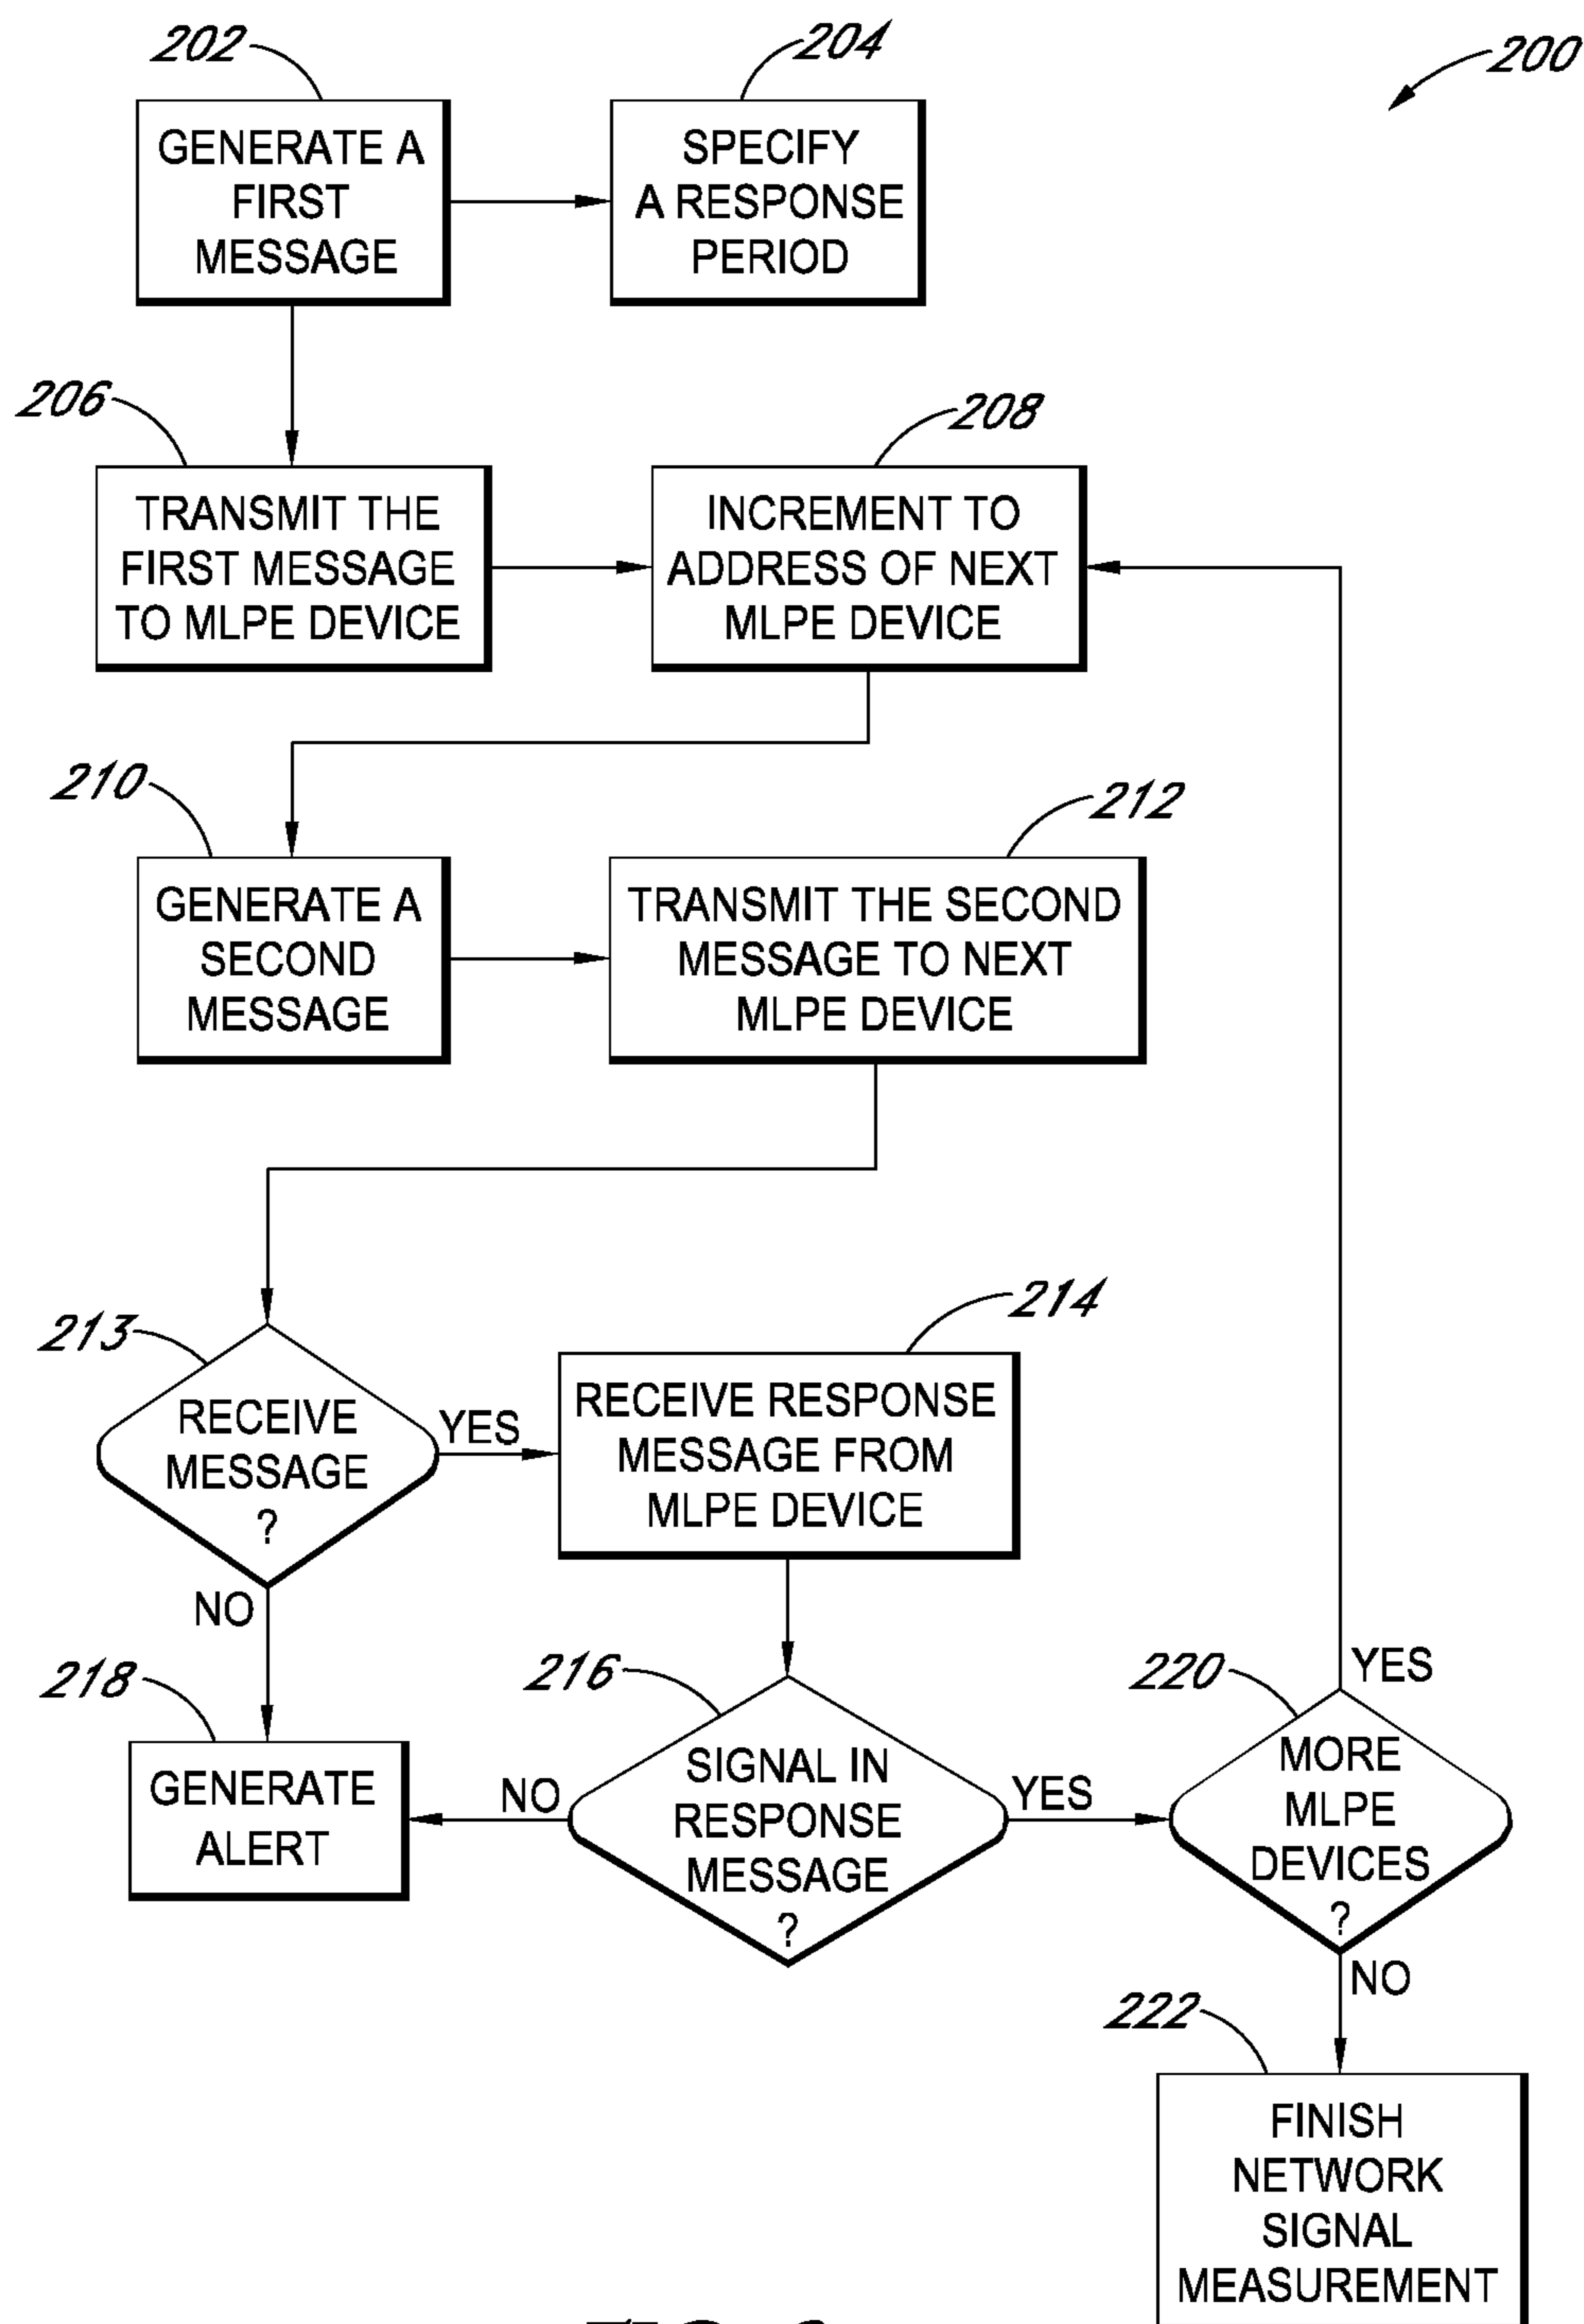 202
204
200
GENERATE A
FIRST
MESSAGE
SPECIFY
A RESPONSE
PERIOD
206
208
TRANSMIT THE
FIRST MESSAGE
TO MLPE DEVICE
INCREMENT TO
ADDRESS OF NEXT
MLPE DEVICE
210
212
GENERATE A
SECOND
MESSAGE
TRANSMIT THE SECOND
MESSAGE TO NEXT
MLPE DEVICE
213
214
RECEIVE
MESSAGE
?
YES
RECEIVE RESPONSE
MESSAGE FROM
MLPE DEVICE
NO
218
216
220
YES
GENERATE
ALERT
NO
SIGNAL IN
RESPONSE
MESSAGE
?
YES
MORE
MLPE
DEVICES
?
NO
222
FINISH
NETWORK
SIGNAL
MEASUREMENT